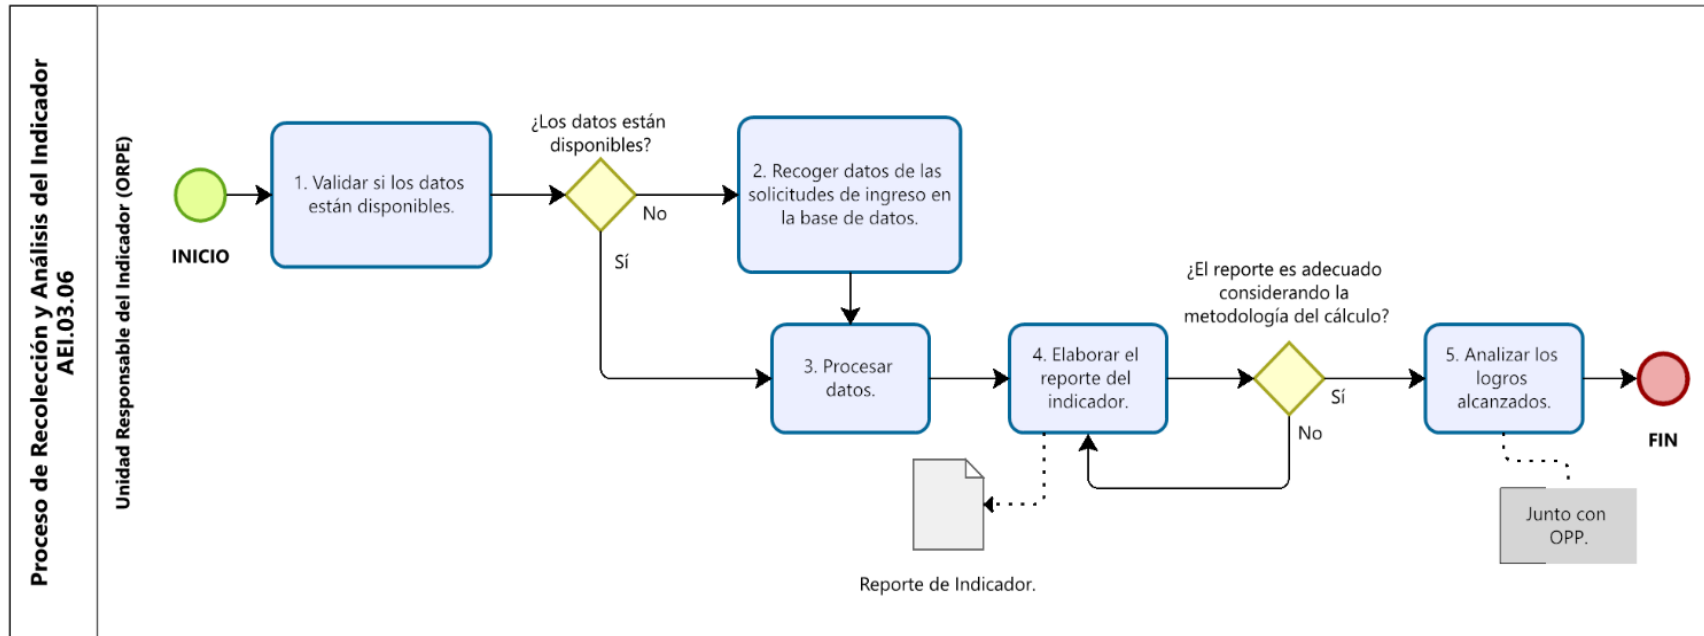 Proceso de Recolección y Análisis del Indicador
AEI.03.06
Unidad Responsable del Indicador (ORPE)
INICIO
1. Validar si los datos
están disponibles.
¿Los datos están
disponibles?
No
Sí
2. Recoger datos de las
solicitudes de ingreso en
la base de datos.
3. Procesar
datos.
4. Elaborar el
reporte del
indicador.
Reporte de Indicador.
¿El reporte es adecuado
considerando la
metodología del cálculo?
Sí
No
5. Analizar los
logros
alcanzados.
Junto con
OPP.
FIN